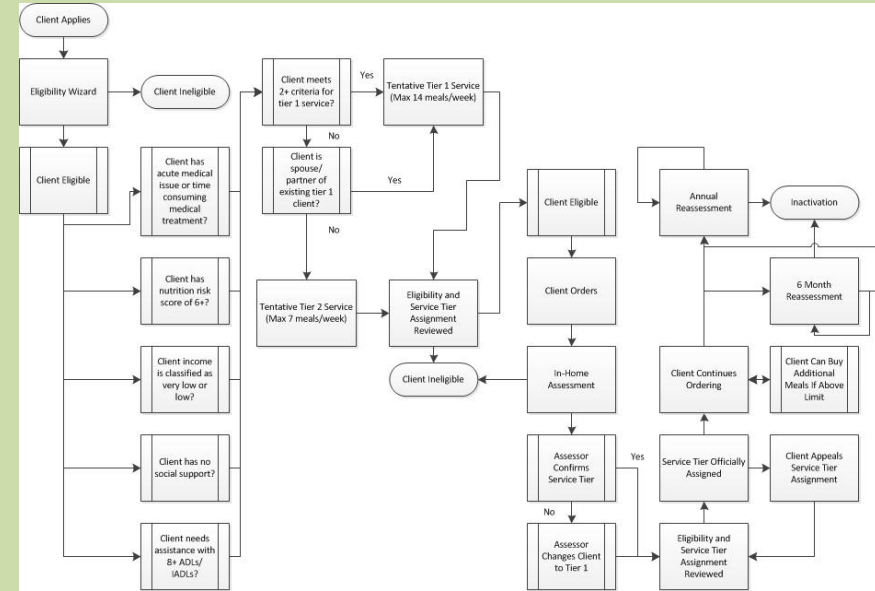 Client Applies
Eligibility Wizard
Client Ineligible
Client Eligible
Client has
acute medical
issue or time
consuming
medical
treatment?
Client has
nutrition risk
score of 6+?
Client income
is classified as
very low or
low?
Client has no
social support?
Client needs
assistance with
8+ ADLs/
IADLs?
Client meets
2+ criteria for
tier 1 service?
Yes
No
Tentative Tier 1 Service
(Max 14 meals/week)
Client is
spouse/
partner of
existing tier 1
client?
Yes
No
Tentative Tier 2 Service
(Max 7 meals/week)
Eligibility and
Service Tier
Assignment
Reviewed
Client Ineligible
Client Eligible
Client Orders
In-Home
Assessment
Assessor
Confirms
Service Tier
Yes
No
Assessor
Changes Client
to Tier 1
Eligibility and
Service Tier
Assignment
Reviewed
Service Tier Officially
Assigned
Client Appeals
Service Tier
Assignment
Client Continues
Ordering
Client Can Buy
Additional
Meals If Above
Limit
6 Month
Reassessment
Annual
Reassessment
Inactivation